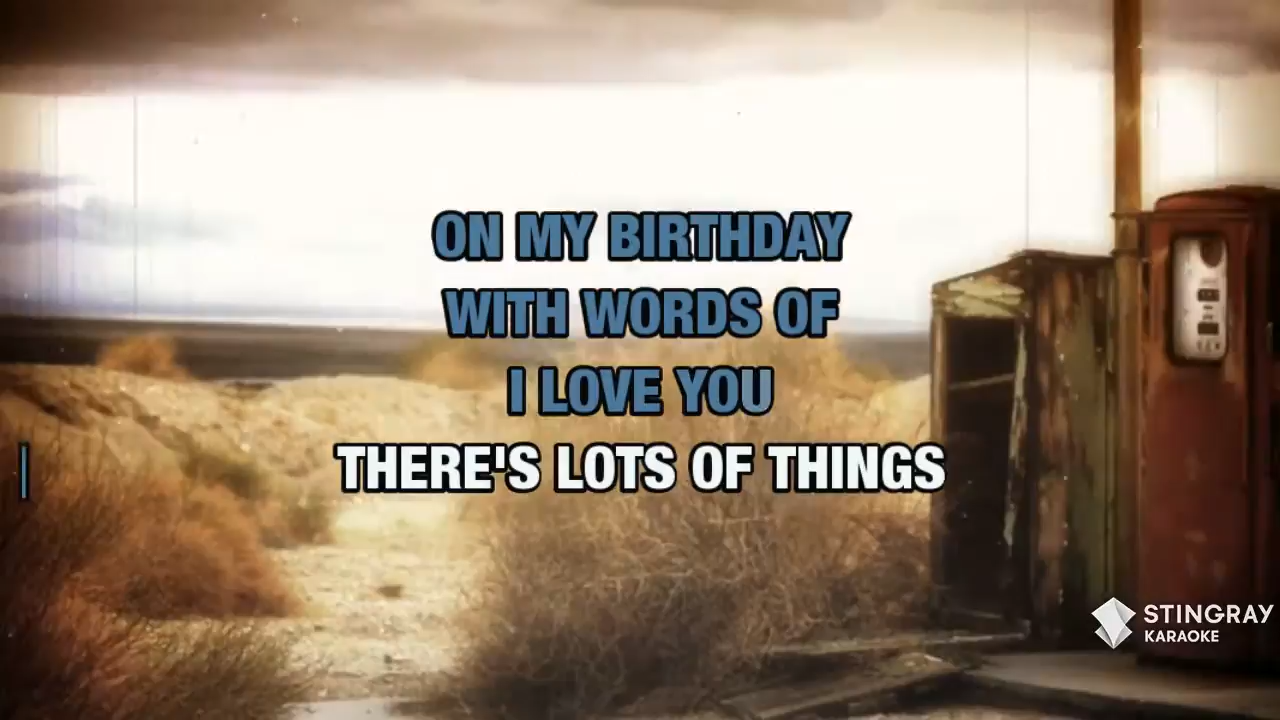 ON MY BIRTHDAY
WITH WORDS OF
I LOVE YOU
THERE'S LOTS OF THINGS
STINGRAY
KARAOKE